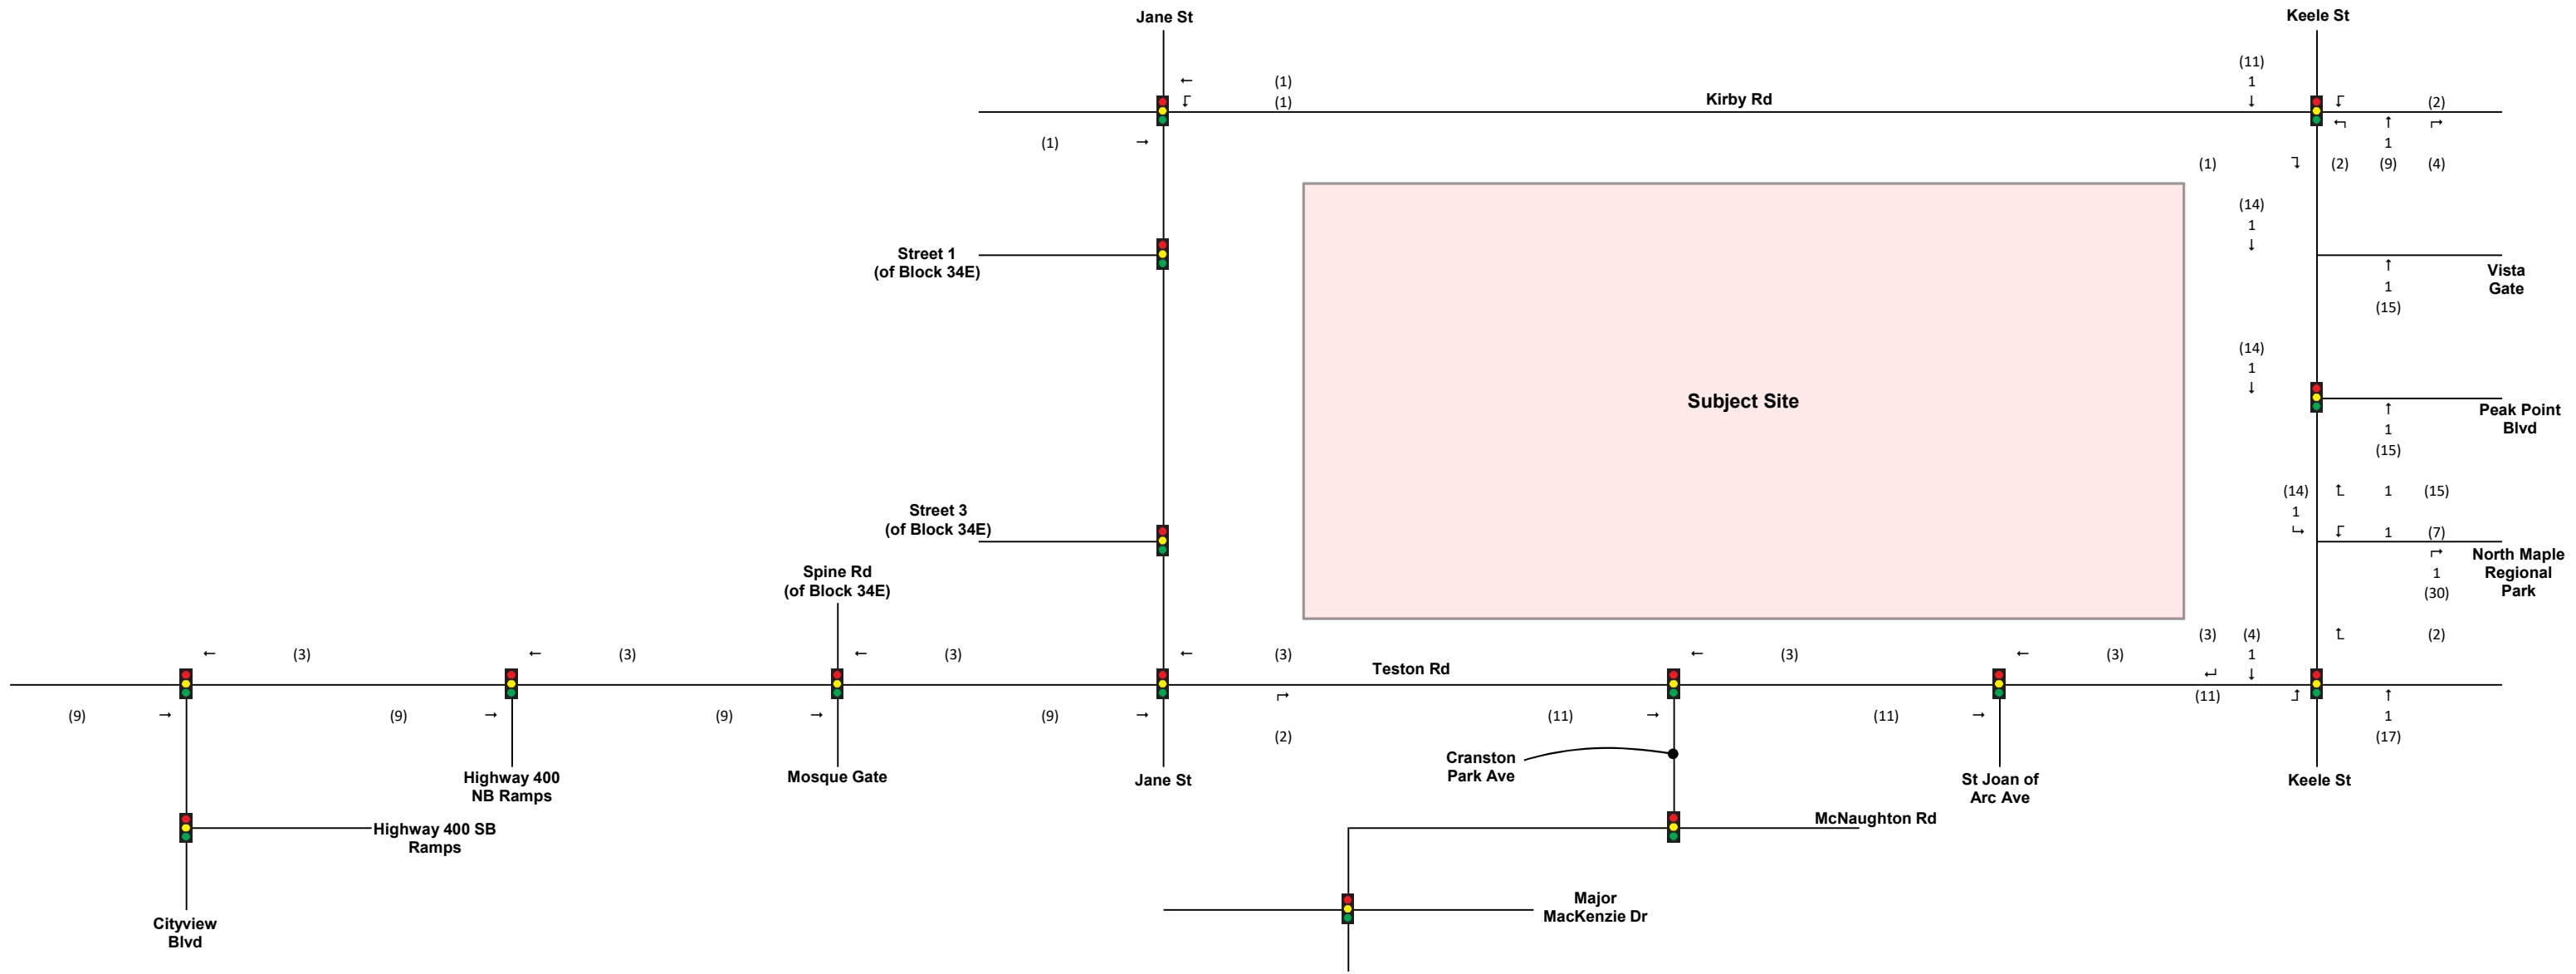 Jane St
Keele St
(11)
1
↓
← (1)
(1)
Kirby Rd
(2)
↑
1
(1) →
(1) (2) (9) (4)
(14)
1
↓
Street 1
(of Block 34E)
↑
1
(15)
Vista
Gate
(14)
1
↓
Subject Site
↑
1
(15)
Peak Point
Blvd
(14) 1 (15)
1
1 (7)
Street 3
(of Block 34E)
1
(30)
North Maple
Regional
Park
Spine Rd
(of Block 34E)
(3) (4) (2)
1
↓
← (3) ← (3) ← (3) ← (3) ← (3) ← (3)
Teston Rd
(9) → (9) → (9) → (9) → (11) → (11) → (11)
(2)
↑
1
(17)
Highway 400
NB Ramps
Mosque Gate
Jane St
Cranston
Park Ave
St Joan of
Arc Ave
Keele St
Highway 400 SB
Ramps
McNaughton Rd
Cityview
Blvd
Major
MacKenzie Dr